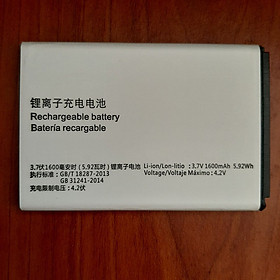 锂离子充电电池
Rechargeable battery
Batería recargable
3.7伏1600毫安时(5.92瓦时)锂离子电池
执行标准：GB/T 18287-2013
GB 31241-2014
充电限制电压：4.2伏
Li-ion/Lon-litio : 3,7V 1600mAh 5.92Wh
Voltage/Voltaje Máximo : 4.2V